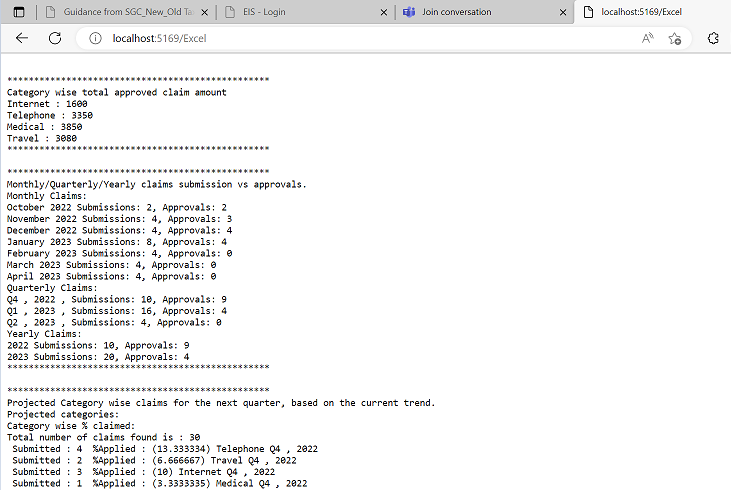 Guidance from SGC_New_Old Ta
EIS - Login
Join conversation
localhost:5169/Excel
localhost:5169/Excel
**************************************************
Category wise total approved claim amount
Internet : 1600
Telephone : 3350
Medical : 3850
Travel : 3080
**************************************************
**************************************************
Monthly/Quarterly/Yearly claims submission vs approvals.
Monthly Claims:
October 2022 Submissions: 2, Approvals: 2
November 2022 Submissions: 4, Approvals: 3
December 2022 Submissions: 4, Approvals: 4
January 2023 Submissions: 8, Approvals: 4
February 2023 Submissions: 4, Approvals: 0
March 2023 Submissions: 4, Approvals: 0
April 2023 Submissions: 4, Approvals: 0
Quarterly Claims:
Q4 , 2022 , Submissions: 10, Approvals: 9
Q1 , 2023 , Submissions: 16, Approvals: 4
Q2 , 2023 , Submissions: 4, Approvals: 0
Yearly Claims:
2022 Submissions: 10, Approvals: 9
2023 Submissions: 20, Approvals: 4
**************************************************
**************************************************
Projected Category wise claims for the next quarter, based on the current trend.
Projected categories:
Category wise % claimed:
Total number of claims found is : 30
Submitted : 4  %Applied : (13.333334) Telephone Q4 , 2022
Submitted : 2  %Applied : (6.666667) Travel Q4 , 2022
Submitted : 3  %Applied : (10) Internet Q4 , 2022
Submitted : 1  %Applied : (3.3333335) Medical Q4 , 2022